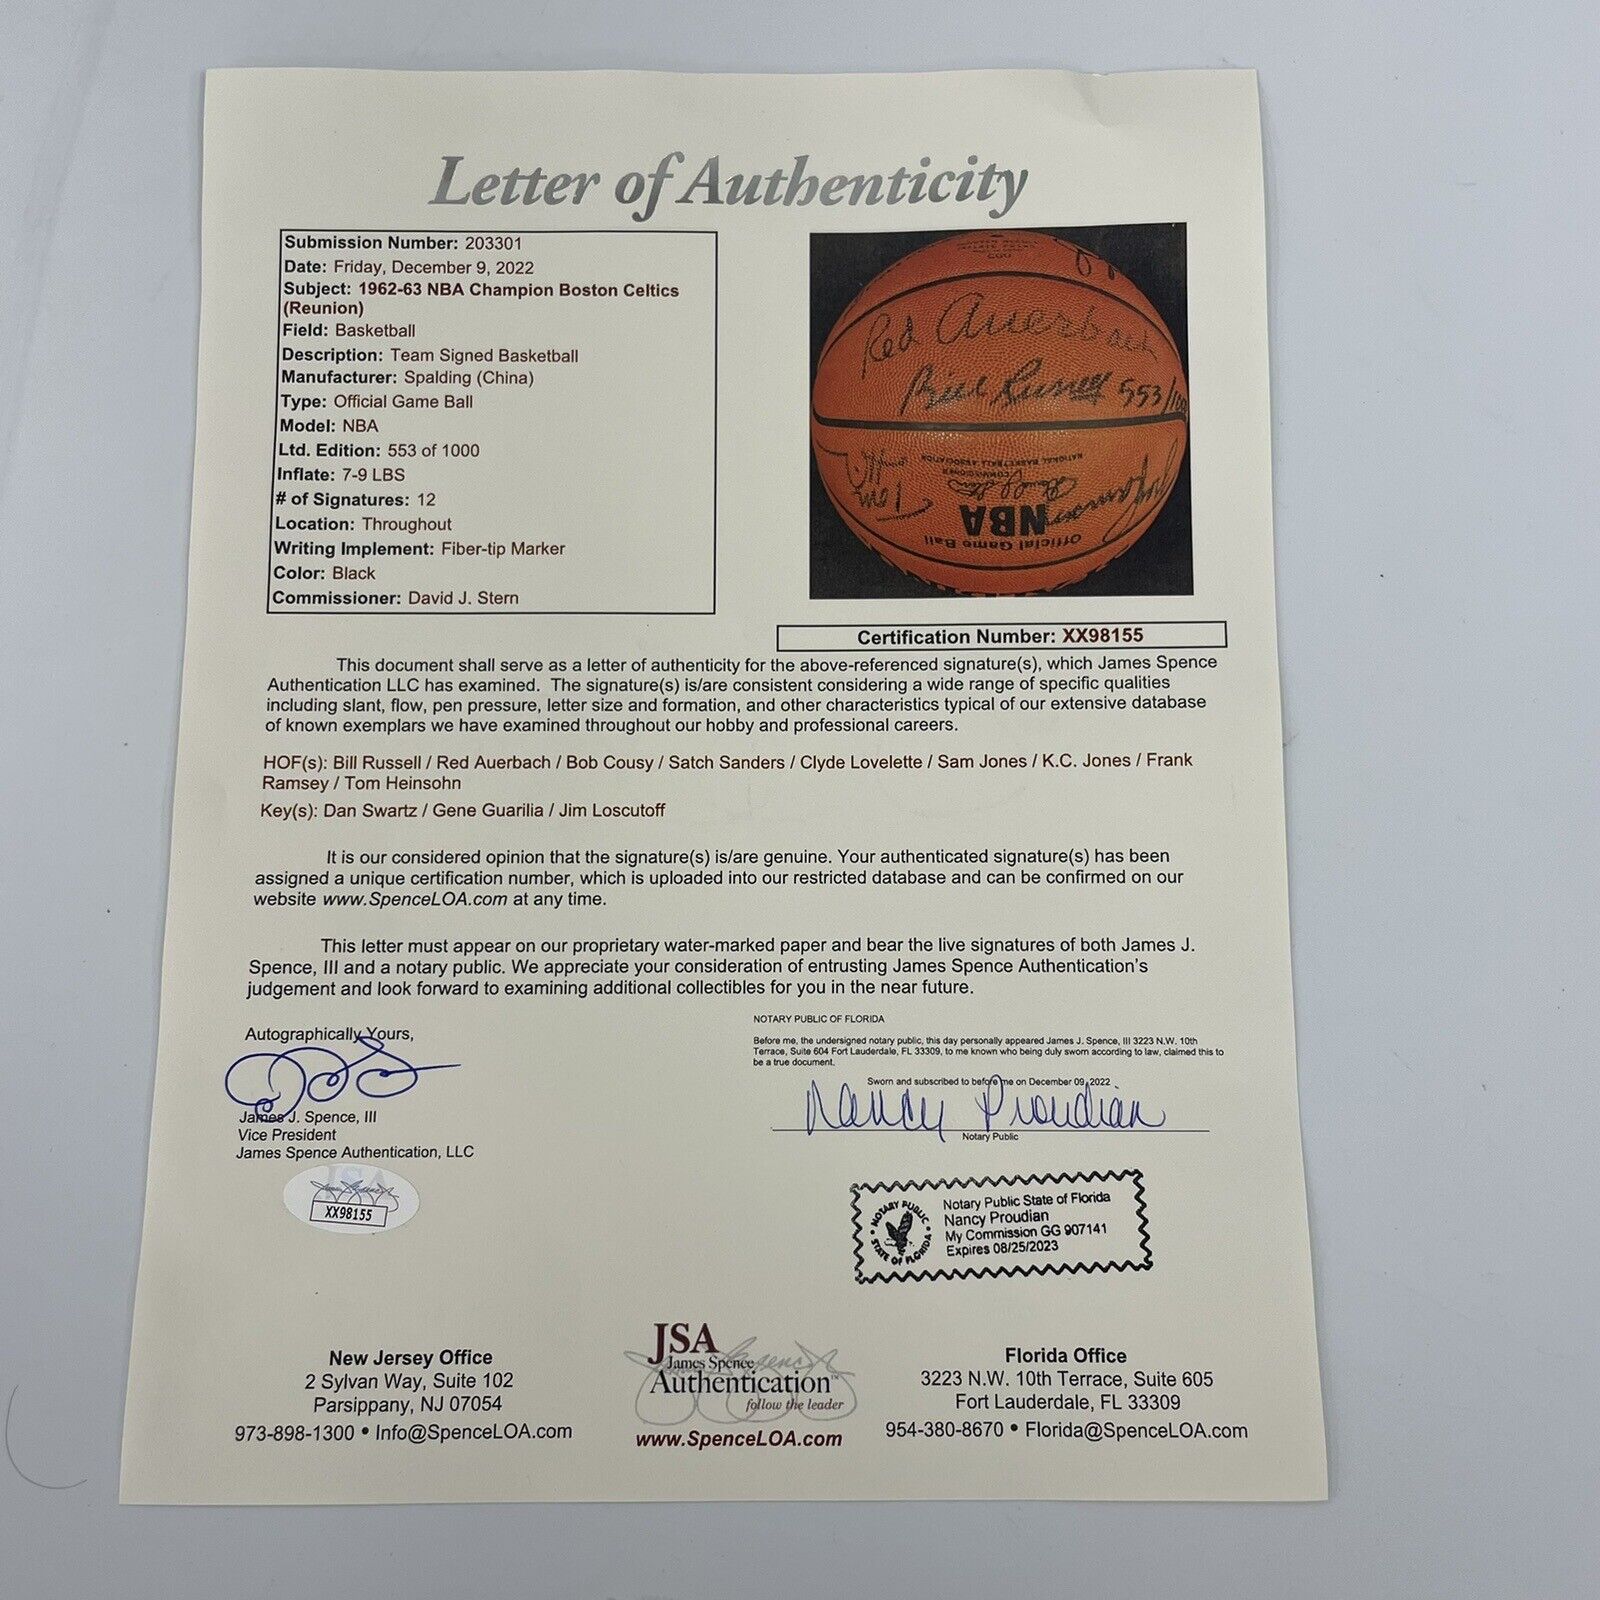 Letter of Authenticity
Submission Number: 203301
Date: Friday, December 9, 2022
Subject: 1962-63 NBA Champion Boston Celtics
(Reunion)
Field: Basketball
Description: Team Signed Basketball
Manufacturer: Spalding (China)
Type: Official Game Ball
Model: NBA
Ltd. Edition: 553 of 1000
Inflate: 7-9 LBS
# of Signatures: 12
Location: Throughout
Writing Implement: Fiber-tip Marker
Color: Black
Commissioner: David J. Stern
Red Auerbach
Bill Russell 553/100
NATIONAL BASKETBALL ASSOCIATION
COMMISSIONER
NBA
Official Game Ball
Certification Number: XX98155
This document shall serve as a letter of authenticity for the above-referenced signature(s), which James Spence
Authentication LLC has examined. The signature(s) is/are consistent considering a wide range of specific qualities
including slant, flow, pen pressure, letter size and formation, and other characteristics typical of our extensive database
of known exemplars we have examined throughout our hobby and professional careers.
HOF(s): Bill Russell / Red Auerbach / Bob Cousy / Satch Sanders / Clyde Lovelette / Sam Jones / K.C. Jones / Frank
Ramsey / Tom Heinsohn
Key(s): Dan Swartz / Gene Guarilia / Jim Loscutoff
It is our considered opinion that the signature(s) is/are genuine. Your authenticated signature(s) has been
assigned a unique certification number, which is uploaded into our restricted database and can be confirmed on our
website www.SpenceLOA.com at any time.
This letter must appear on our proprietary water-marked paper and bear the live signatures of both James J.
Spence, III and a notary public. We appreciate your consideration of entrusting James Spence Authentication's
judgement and look forward to examining additional collectibles for you in the near future.
Autographically Yours,
James J. Spence, III
Vice President
James Spence Authentication, LLC
JSA
XX98155
NOTARY PUBLIC OF FLORIDA
Before me, the undersigned notary public, this day personally appeared James J. Spence, III 3223 N.W. 10th
Terrace, Suite 604 Fort Lauderdale, FL 33309, to me known who being duly sworn according to law, claimed this to
be a true document.
Sworn and subscribed to before me on December 09, 2022
Nancy Proudian
Notary Public
NOTARY PUBLIC
STATE OF FLORIDA
Notary Public State of Florida
Nancy Proudian
My Commission GG 907141
Expires 08/25/2023
New Jersey Office
2 Sylvan Way, Suite 102
Parsippany, NJ 07054
973-898-1300 • Info@SpenceLOA.com
JSA
James Spence
Authentication™
follow the leader
www.SpenceLOA.com
Florida Office
3223 N.W. 10th Terrace, Suite 605
Fort Lauderdale, FL 33309
954-380-8670 • Florida@SpenceLOA.com